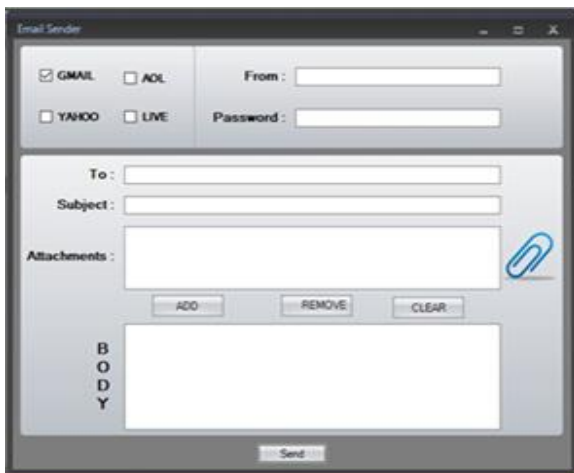 Email Sender
GMAIL AOL From :
YAHOO LIVE Password :
To :
Subject :
Attachments :
ADD REMOVE CLEAR
B
O
D
Y
Send